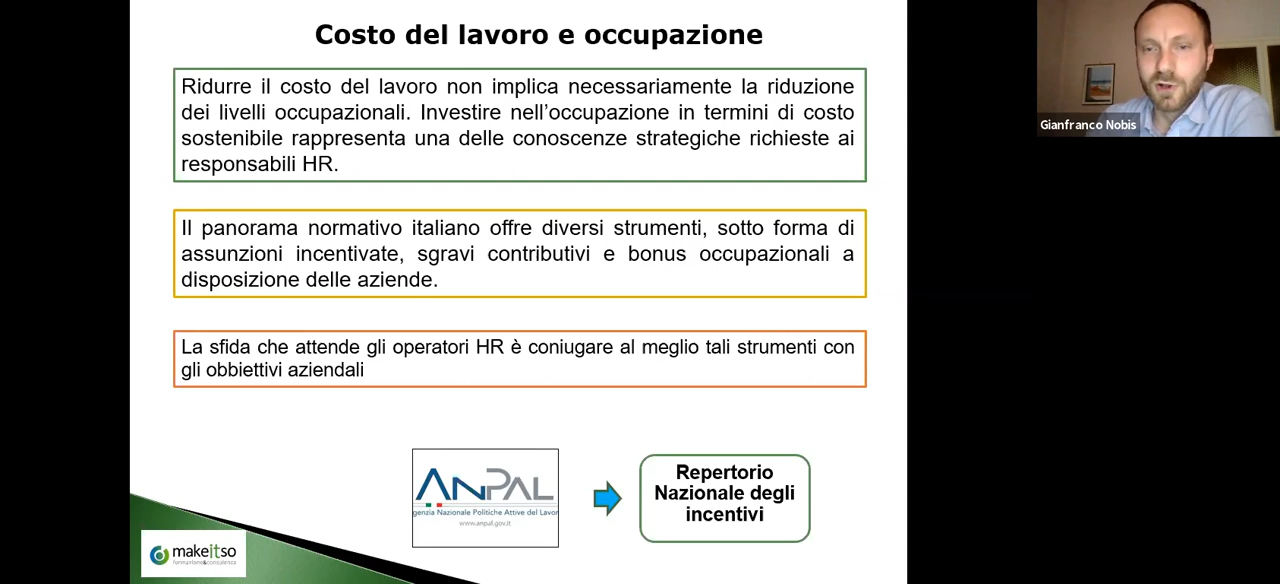 Costo del lavoro e occupazione
Ridurre il costo del lavoro non implica necessariamente la riduzione
dei livelli occupazionali. Investire nell'occupazione in termini di costo
sostenibile rappresenta una delle conoscenze strategiche richieste ai
responsabili HR.
Il panorama normativo italiano offre diversi strumenti, sotto forma di
assunzioni incentivate, sgravi contributivi e bonus occupazionali a
disposizione delle aziende.
La sfida che attende gli operatori HR è coniugare al meglio tali strumenti con
gli obbiettivi aziendali
ANPAL
genzia Nazionale Politiche Attive del Lavor
www.anpal.gov.it
Repertorio
Nazionale degli
incentivi
makeitso
formazione&consulenza
Gianfranco Nobis